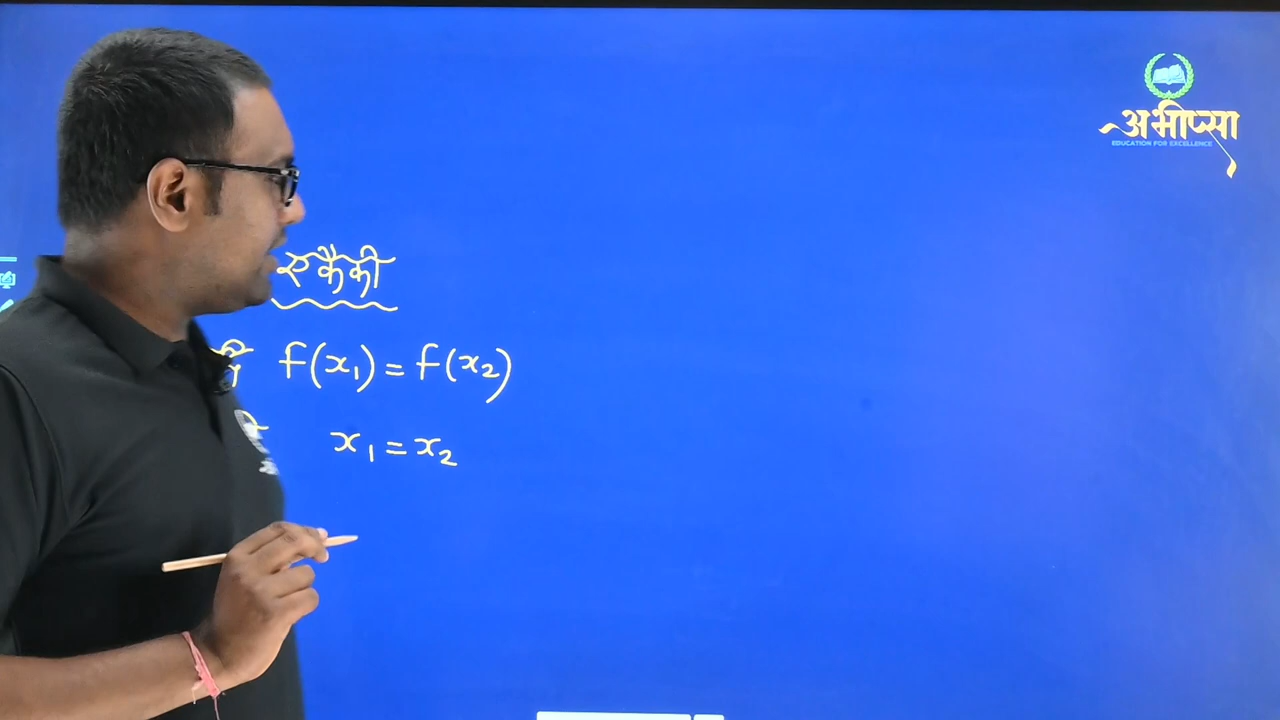 अभीप्सा
EDUCATION FOR EXCELLENCE
एकैकी
f(x₁) = f(x₂)
x₁ = x₂